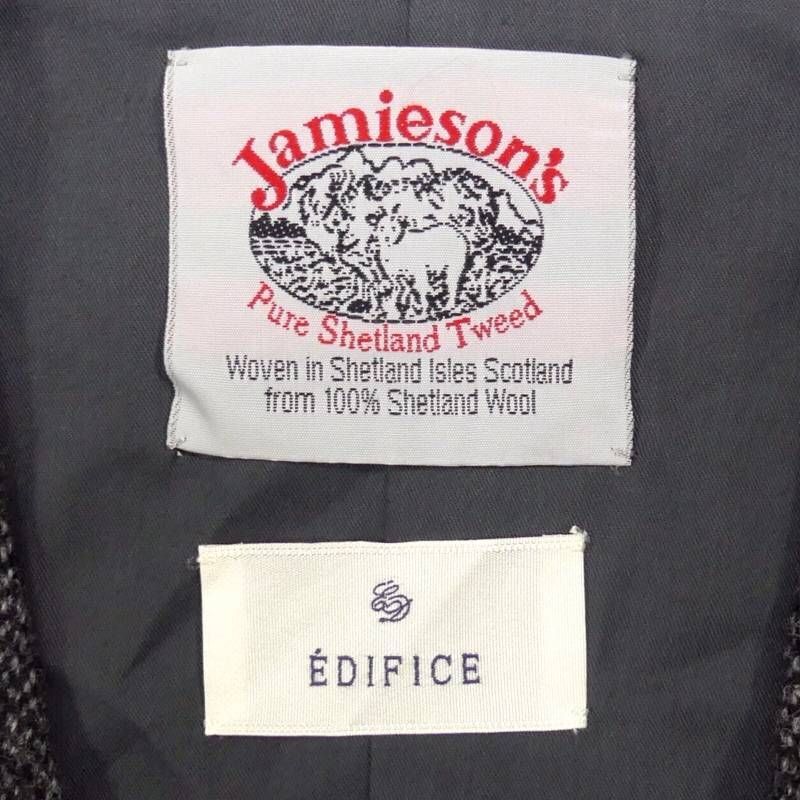 Jamieson's
Pure Shetland Tweed
Woven in Shetland Isles Scotland
from 100% Shetland Wool
ÉDIFICE